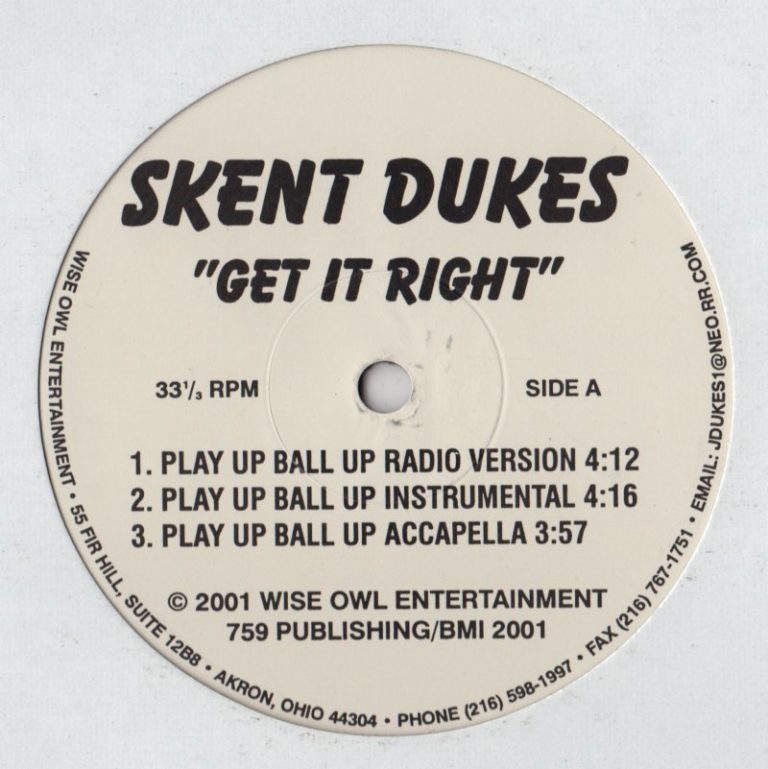 SKENT DUKES
"GET IT RIGHT"
33 1/3 RPM
SIDE A
1. PLAY UP BALL UP RADIO VERSION 4:12
2. PLAY UP BALL UP INSTRUMENTAL 4:16
3. PLAY UP BALL UP ACCAPELLA 3:57
© 2001 WISE OWL ENTERTAINMENT
759 PUBLISHING/BMI 2001
WISE OWL ENTERTAINMENT • 55 FIR HILL, SUITE 12B8 • AKRON, OHIO 44304 • PHONE (216) 598-1997 • FAX (216) 767-1751 • EMAIL: JDUKES1@NEO.RR.COM